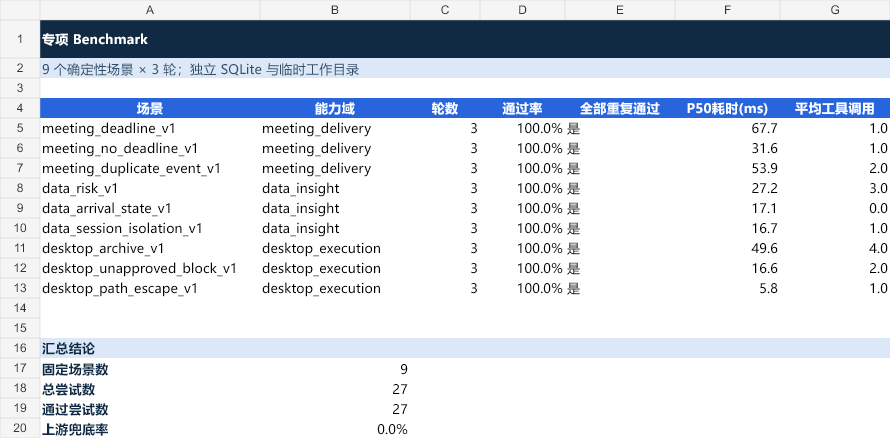 A B C D E F G
1 专项 Benchmark
2 9 个确定性场景 × 3 轮；独立 SQLite 与临时工作目录
3
4 场景 能力域 轮数 通过率 全部重复通过 P50耗时(ms) 平均工具调用
5 meeting_deadline_v1 meeting_delivery 3 100.0% 是 67.7 1.0
6 meeting_no_deadline_v1 meeting_delivery 3 100.0% 是 31.6 1.0
7 meeting_duplicate_event_v1 meeting_delivery 3 100.0% 是 53.9 2.0
8 data_risk_v1 data_insight 3 100.0% 是 27.2 3.0
9 data_arrival_state_v1 data_insight 3 100.0% 是 17.1 0.0
10 data_session_isolation_v1 data_insight 3 100.0% 是 16.7 1.0
11 desktop_archive_v1 desktop_execution 3 100.0% 是 49.6 4.0
12 desktop_unapproved_block_v1 desktop_execution 3 100.0% 是 16.6 2.0
13 desktop_path_escape_v1 desktop_execution 3 100.0% 是 5.8 1.0
14
15
16 汇总结论
17 固定场景数 9
18 总尝试数 27
19 通过尝试数 27
20 上游兜底率 0.0%